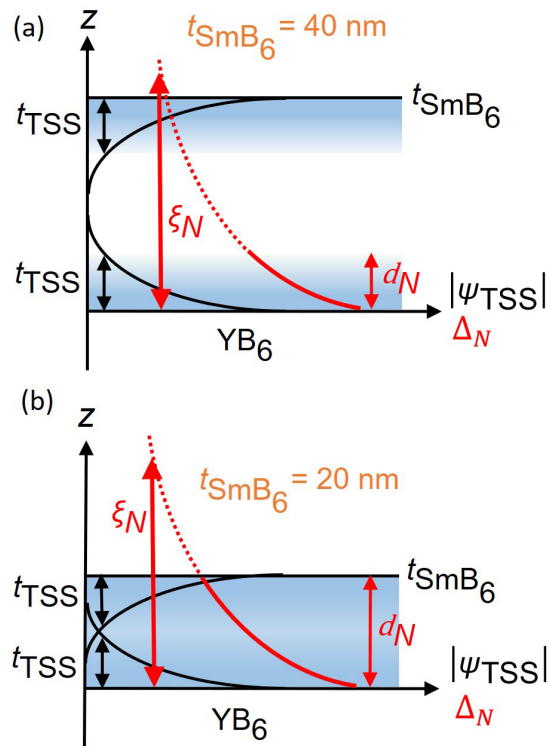 (a)
z
t_SmB6 = 40 nm
t_SmB6
t_TSS
ξ_N
t_TSS
d_N
|ψ_TSS|
Δ_N
YB6
(b)
z
t_SmB6 = 20 nm
ξ_N
t_SmB6
t_TSS
d_N
t_TSS
|ψ_TSS|
Δ_N
YB6